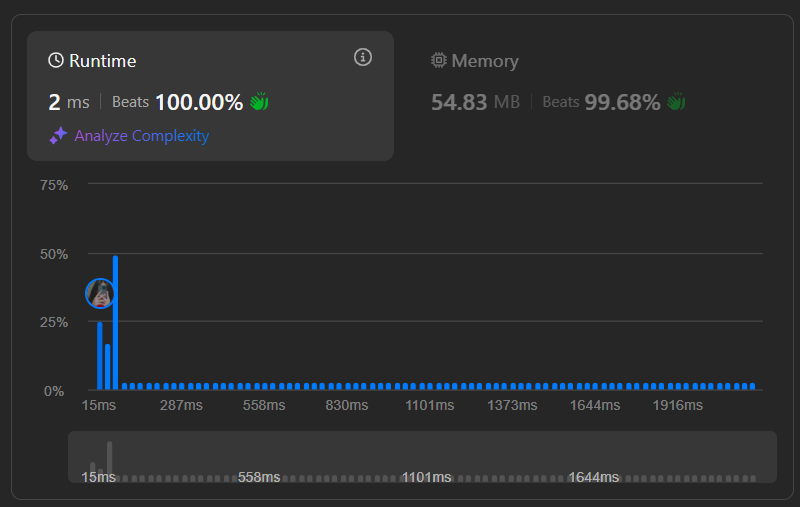 Runtime
2 ms Beats 100.00%
Analyze Complexity
Memory
54.83 MB Beats 99.68%
75%
50%
25%
0%
15ms 287ms 558ms 830ms 1101ms 1373ms 1644ms 1916ms
15ms 558ms 1101ms 1644ms